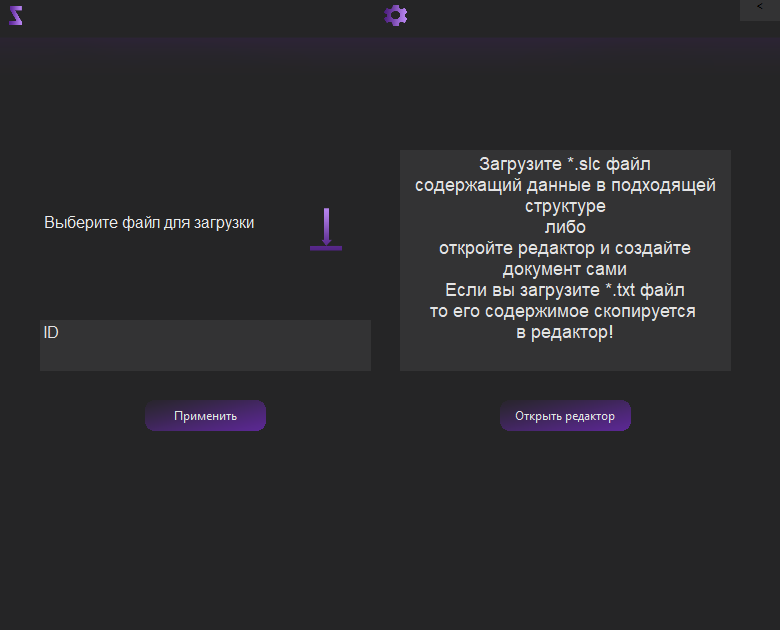 <
Выберите файл для загрузки
ID
Применить
Загрузите *.slc файл
содержащий данные в подходящей
структуре
либо
откройте редактор и создайте
документ сами
Если вы загрузите *.txt файл
то его содержимое скопируется
в редактор!
Открыть редактор